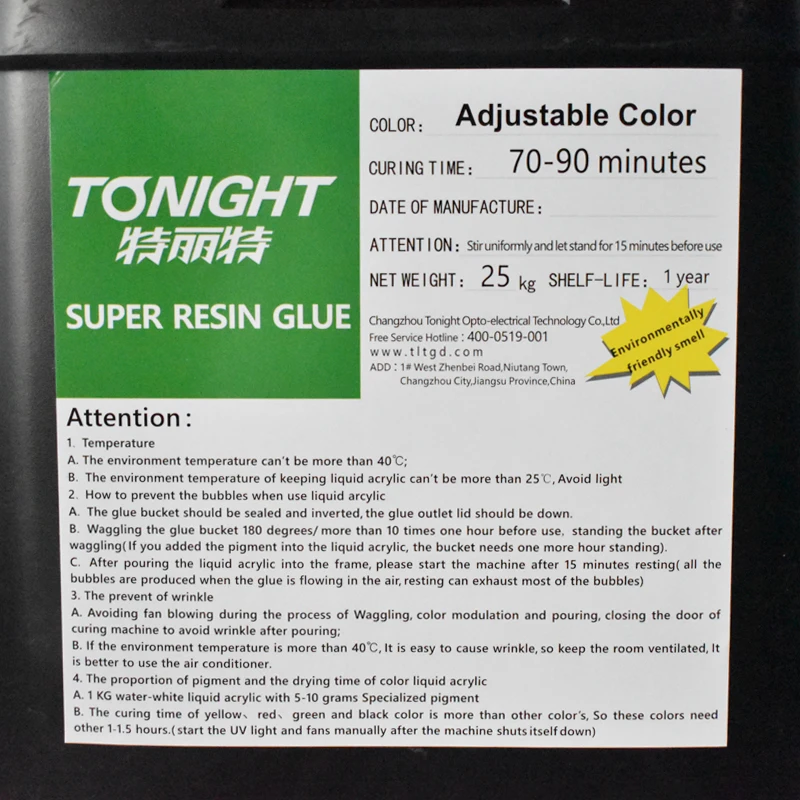 TONIGHT
特丽特
SUPER RESIN GLUE
COLOR: Adjustable Color
CURING TIME: 70-90 minutes
DATE OF MANUFACTURE:
ATTENTION: Stir uniformly and let stand for 15 minutes before use
NET WEIGHT: 25 kg SHELF-LIFE: 1 year
Changzhou Tonight Opto-electrical Technology Co.,Ltd
Free Service Hotline : 400-0519-001
www.tltgd.com
ADD : 1# West Zhenbei Road,Niutang Town,
Changzhou City,Jiangsu Province,China
Environmentally
friendly smell
Attention:
1. Temperature
A. The environment temperature can't be more than 40℃;
B. The environment temperature of keeping liquid acrylic can't be more than 25℃, Avoid light
2. How to prevent the bubbles when use liquid arcylic
A. The glue bucket should be sealed and inverted, the glue outlet lid should be down.
B. Waggling the glue bucket 180 degrees/ more than 10 times one hour before use, standing the bucket after
waggling( If you added the pigment into the liquid acrylic, the bucket needs one more hour standing).
C. After pouring the liquid acrylic into the frame, please start the machine after 15 minutes resting( all the
bubbles are produced when the glue is flowing in the air, resting can exhaust most of the bubbles)
3. The prevent of wrinkle
A. Avoiding fan blowing during the process of Waggling, color modulation and pouring, closing the door of
curing machine to avoid wrinkle after pouring;
B. If the environment temperature is more than 40℃, It is easy to cause wrinkle, so keep the room ventilated, It
is better to use the air conditioner.
4. The proportion of pigment and the drying time of color liquid acrylic
A. 1 KG water-white liquid acrylic with 5-10 grams Specialized pigment
B. The curing time of yellow、 red、 green and black color is more than other color's, So these colors need
other 1-1.5 hours.( start the UV light and fans manually after the machine shuts itself down)